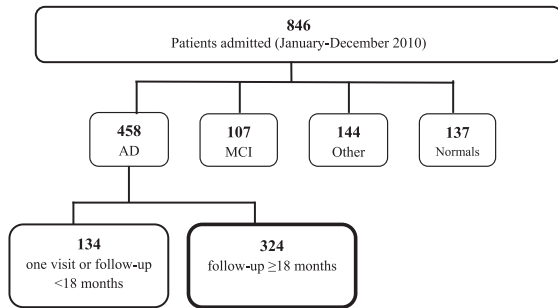 846
Patients admitted (January-December 2010)
458
AD
107
MCI
144
Other
137
Normals
134
one visit or follow-up
<18 months
324
follow-up ≥18 months